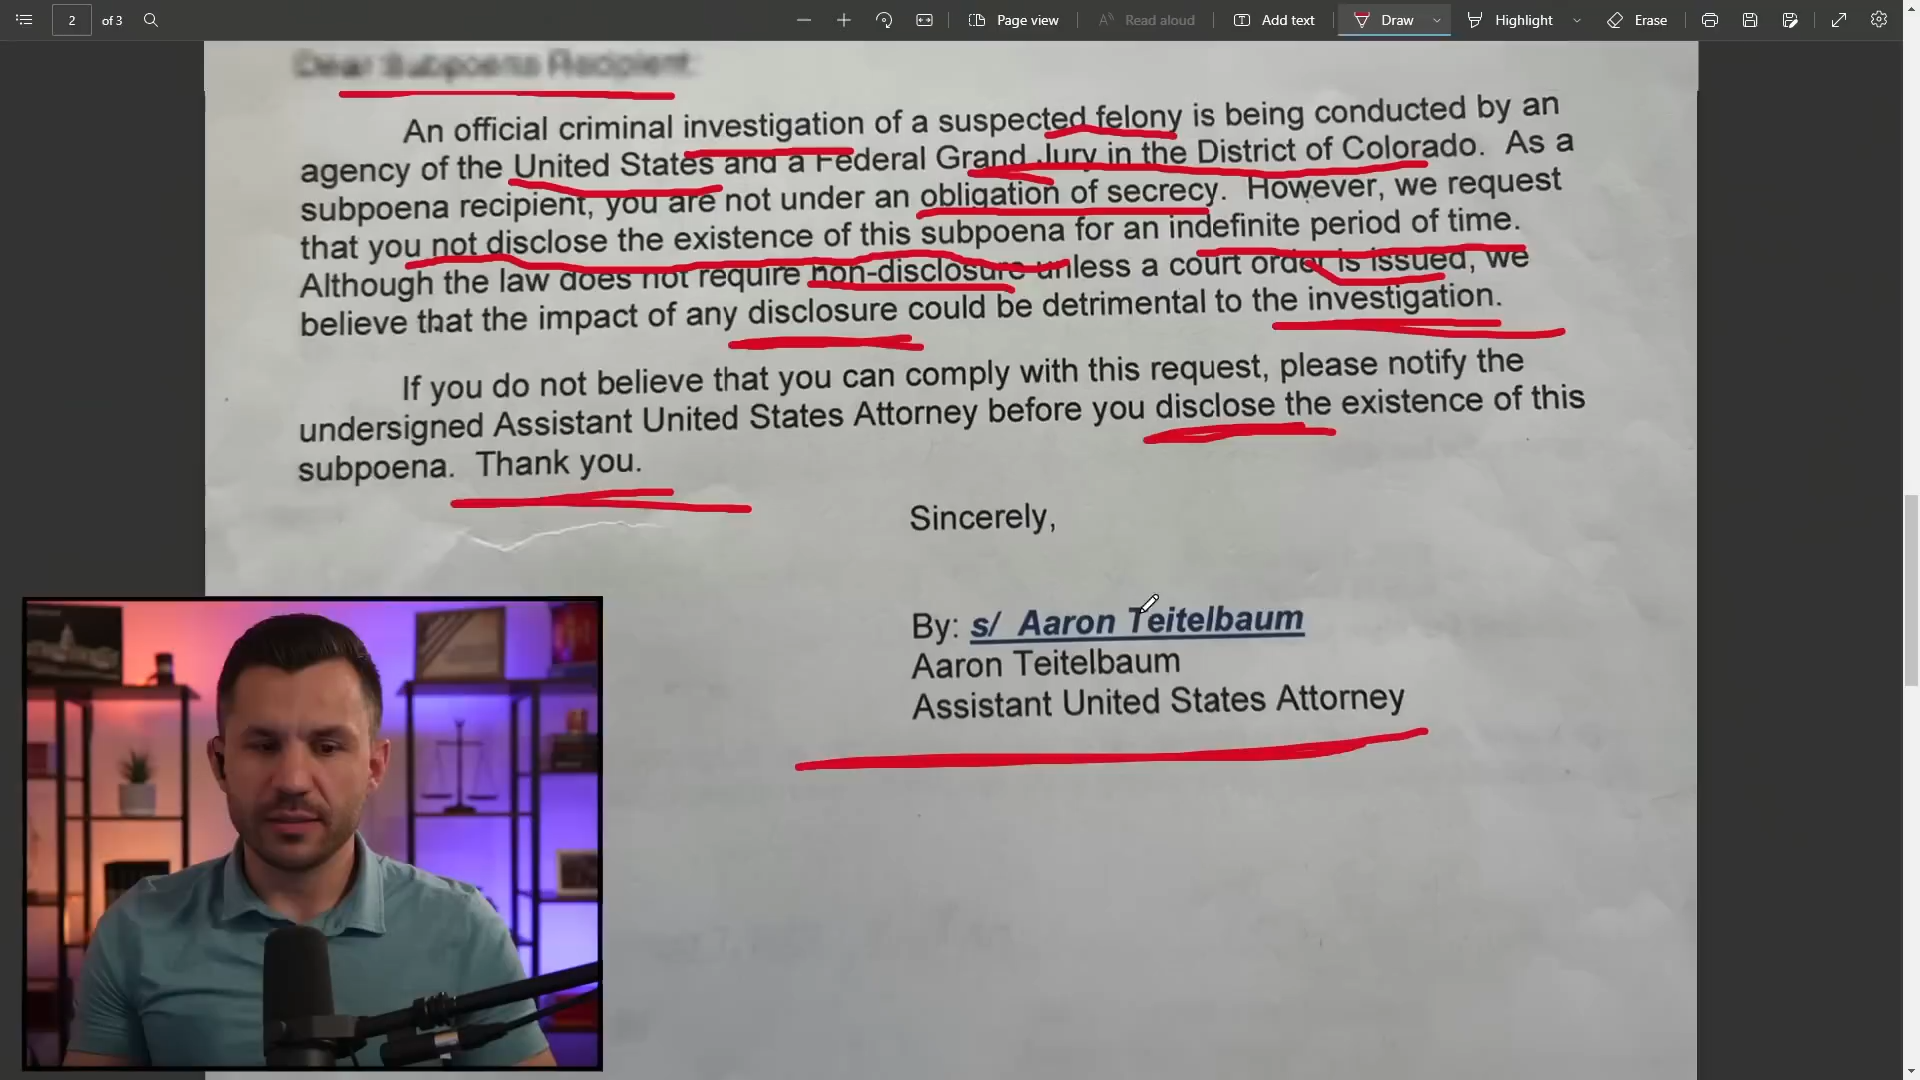 2 of 3 Page view Read aloud Add text Draw Highlight Erase
Dear Subpoena Recipient:
An official criminal investigation of a suspected felony is being conducted by an
agency of the United States and a Federal Grand Jury in the District of Colorado. As a
subpoena recipient, you are not under an obligation of secrecy. However, we request
that you not disclose the existence of this subpoena for an indefinite period of time.
Although the law does not require non-disclosure unless a court order is issued, we
believe that the impact of any disclosure could be detrimental to the investigation.
If you do not believe that you can comply with this request, please notify the
undersigned Assistant United States Attorney before you disclose the existence of this
subpoena. Thank you.
Sincerely,
By: s/ Aaron Teitelbaum
Aaron Teitelbaum
Assistant United States Attorney